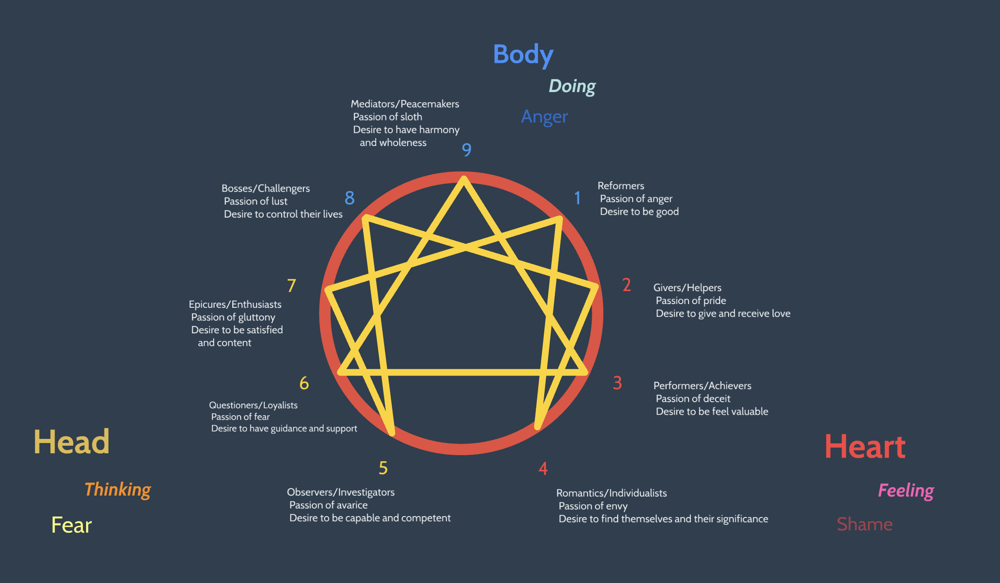 Body
Doing
Anger
Mediators/Peacemakers
Passion of sloth
Desire to have harmony
and wholeness
9
Bosses/Challengers
Passion of lust
Desire to control their lives
8
1
Reformers
Passion of anger
Desire to be good
7
Epicures/Enthusiasts
Passion of gluttony
Desire to be satisfied
and content
2
Givers/Helpers
Passion of pride
Desire to give and receive love
6
Questioners/Loyalists
Passion of fear
Desire to have guidance and support
3
Performers/Achievers
Passion of deceit
Desire to be feel valuable
Head
Thinking
Fear
5
Observers/Investigators
Passion of avarice
Desire to be capable and competent
4
Romantics/Individualists
Passion of envy
Desire to find themselves and their significance
Heart
Feeling
Shame